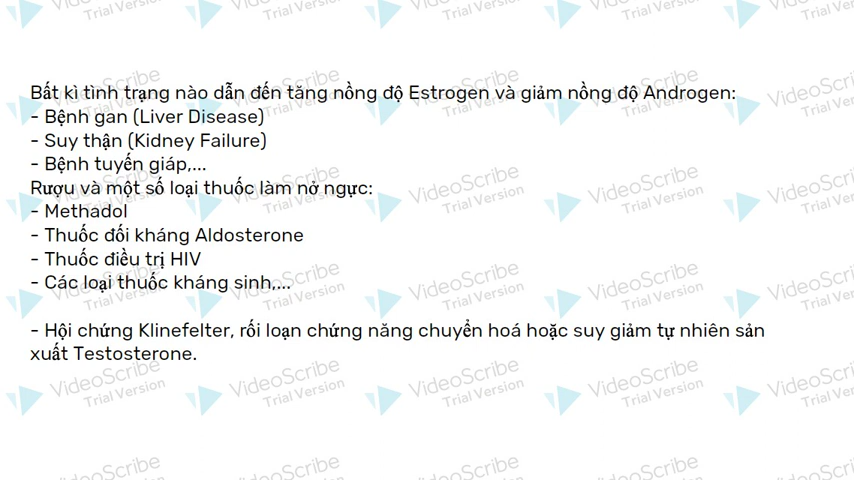 Bất kì tình trạng nào dẫn đến tăng nồng độ Estrogen và giảm nồng độ Androgen:
- Bệnh gan (Liver Disease)
- Suy thận (Kidney Failure)
- Bệnh tuyến giáp,...
Rượu và một số loại thuốc làm nở ngực:
- Methadol
- Thuốc đối kháng Aldosterone
- Thuốc điều trị HIV
- Các loại thuốc kháng sinh,...
- Hội chứng Klinefelter, rối loạn chứng năng chuyển hoá hoặc suy giảm tự nhiên sản
xuất Testosterone.
VideoScribe
Trial Version